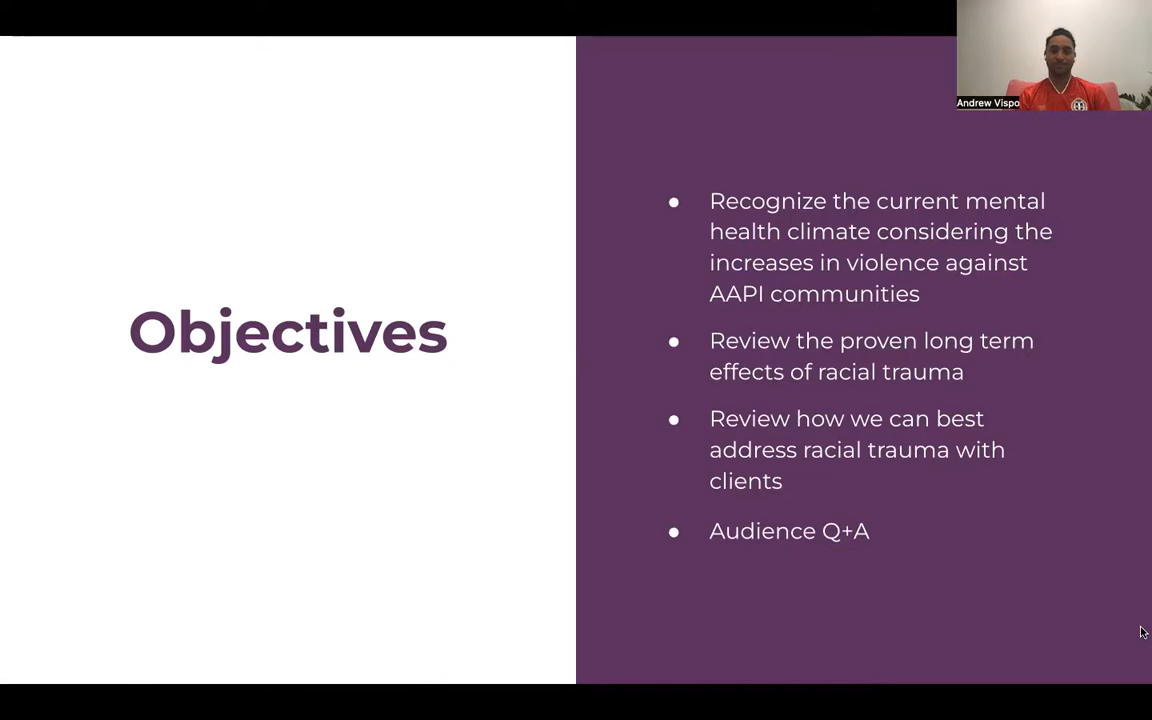 Andrew Vispo
Objectives
● Recognize the current mental
health climate considering the
increases in violence against
AAPI communities
● Review the proven long term
effects of racial trauma
● Review how we can best
address racial trauma with
clients
● Audience Q+A